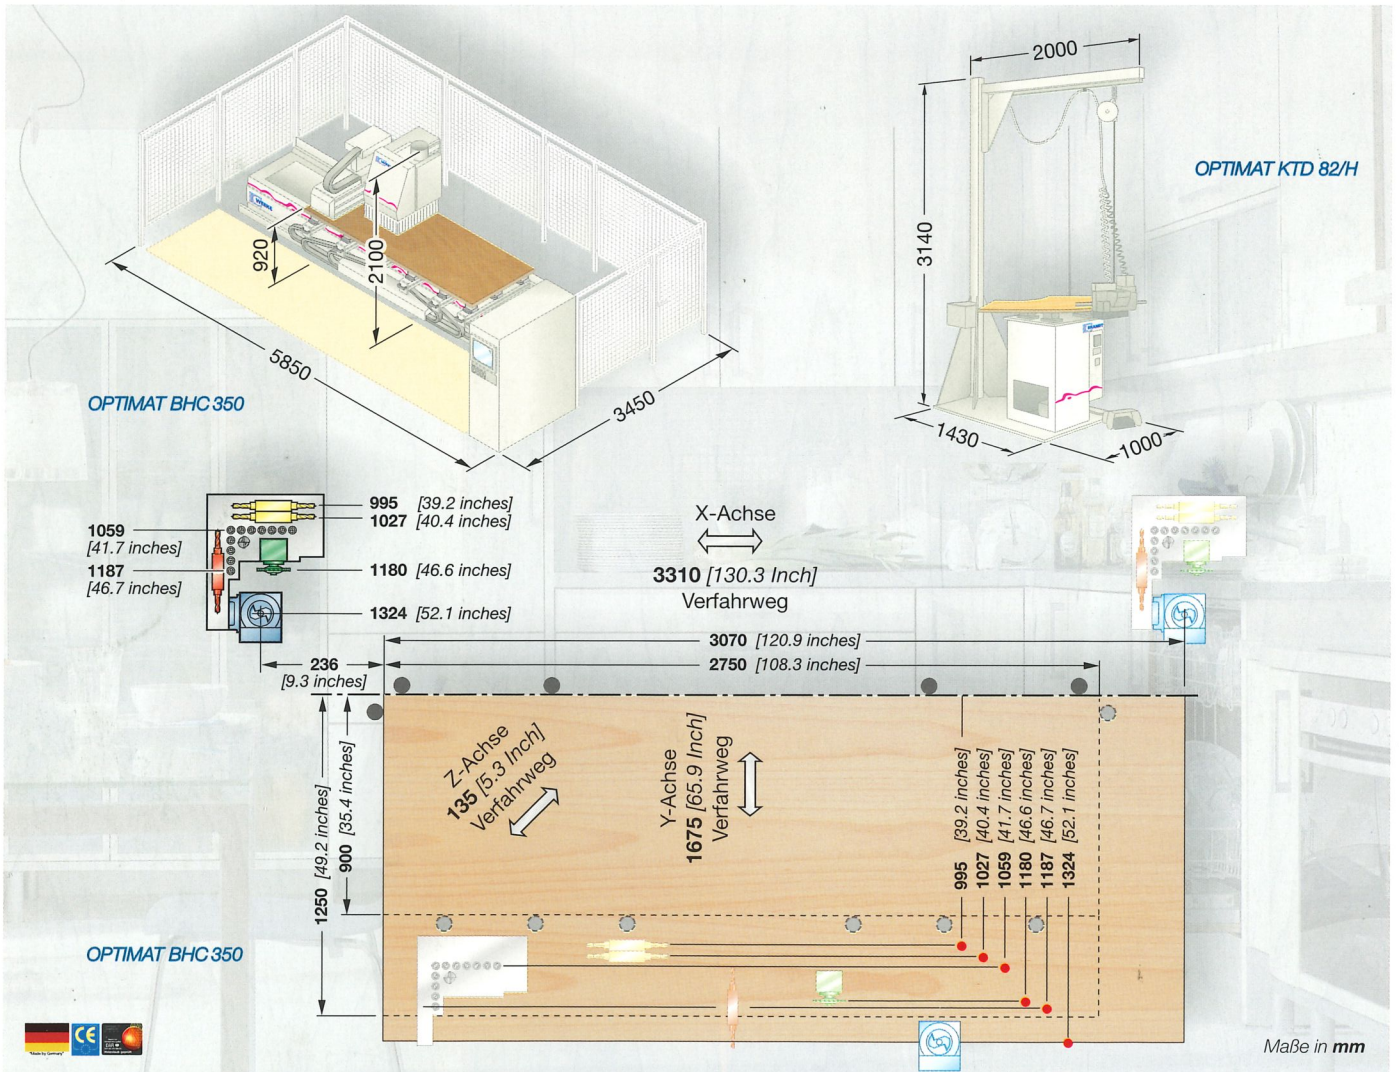 2000
OPTIMAT KTD 82/H
3140
920
2100
5850
3450
OPTIMAT BHC 350
1430
1000
995 [39.2 inches]
1027 [40.4 inches]
1059
[41.7 inches]
1187
[46.7 inches]
1180 [46.6 inches]
1324 [52.1 inches]
X-Achse
3310 [130.3 Inch]
Verfahrweg
3070 [120.9 inches]
2750 [108.3 inches]
236
[9.3 inches]
1250 [49.2 inches]
900 [35.4 inches]
Z-Achse
135 [5.3 Inch]
Verfahrweg
Y-Achse
1675 [65.9 Inch]
Verfahrweg
995 [39.2 inches]
1027 [40.4 inches]
1059 [41.7 inches]
1180 [46.6 inches]
1187 [46.7 inches]
1324 [52.1 inches]
OPTIMAT BHC 350
"Made by Germany"
CE
Maße in mm